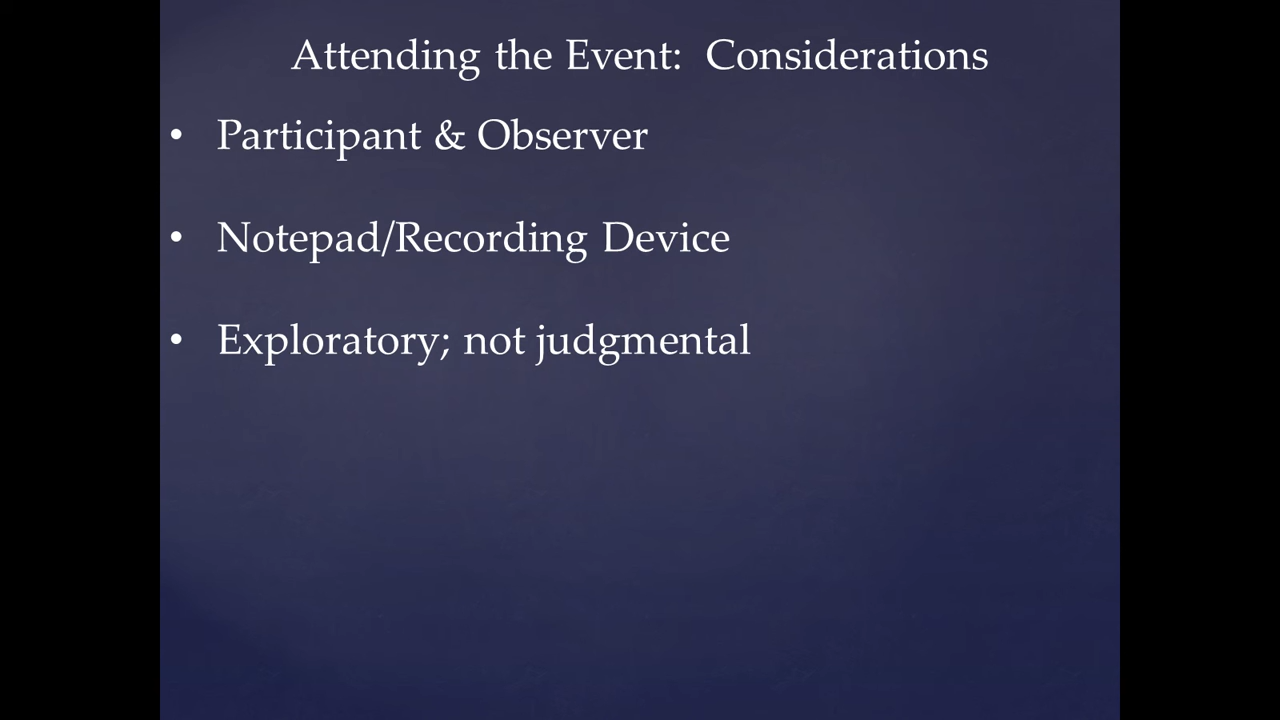 Attending the Event:  Considerations
• Participant & Observer
• Notepad/Recording Device
• Exploratory; not judgmental